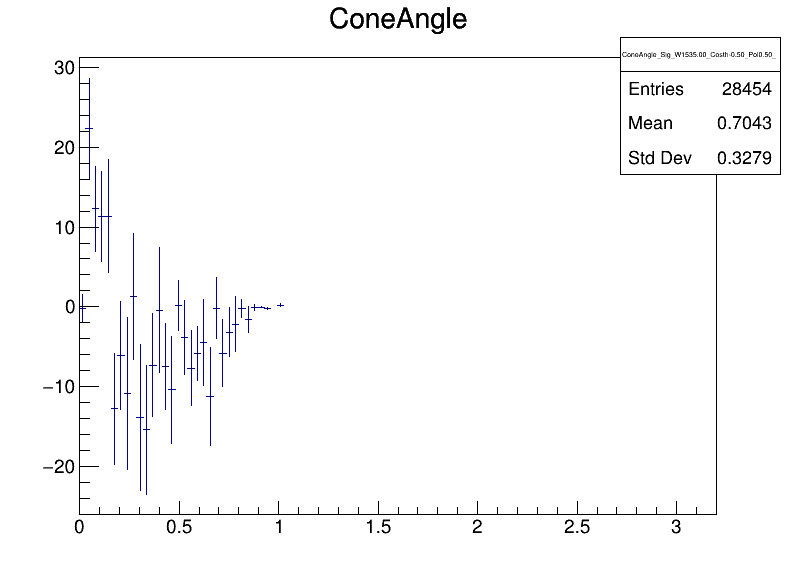 ConeAngle
ConeAngle_Sig_W1535.00_Costh-0.50_Pol0.50_
Entries 28454
Mean 0.7043
Std Dev 0.3279
30
20
10
0
−10
−20
0 0.5 1 1.5 2 2.5 3